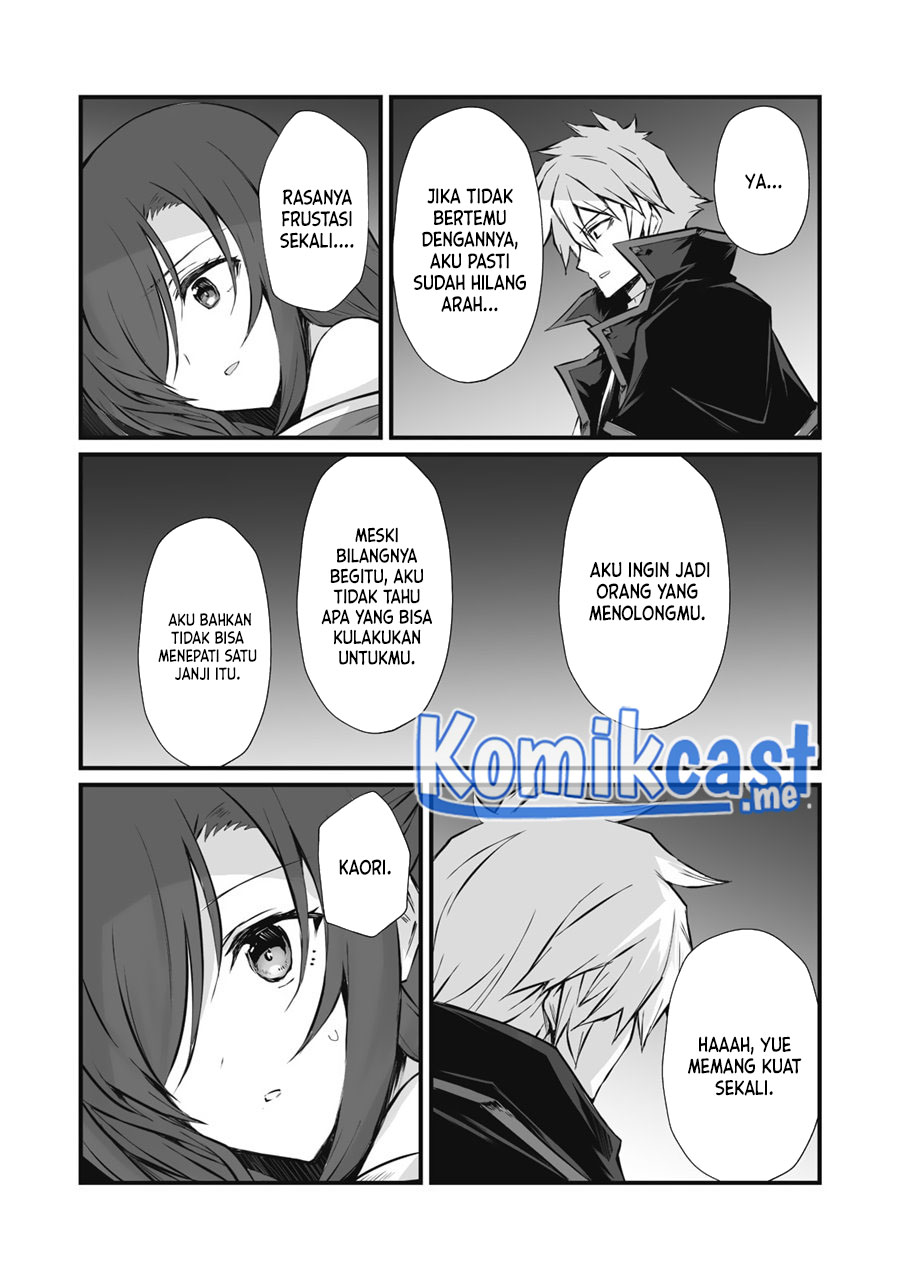 YA...
JIKA TIDAK
BERTEMU
DENGANNYA,
AKU PASTI
SUDAH HILANG
ARAH...
RASANYA
FRUSTASI
SEKALI....
AKU INGIN JADI
ORANG YANG
MENOLONGMU.
MESKI
BILANGNYA
BEGITU, AKU
TIDAK TAHU
APA YANG BISA
KULAKUKAN
UNTUKMU.
AKU BAHKAN
TIDAK BISA
MENEPATI SATU
JANJI ITU.
Komikcast
.me
HAAAH, YUE
MEMANG KUAT
SEKALI.
KAORI.